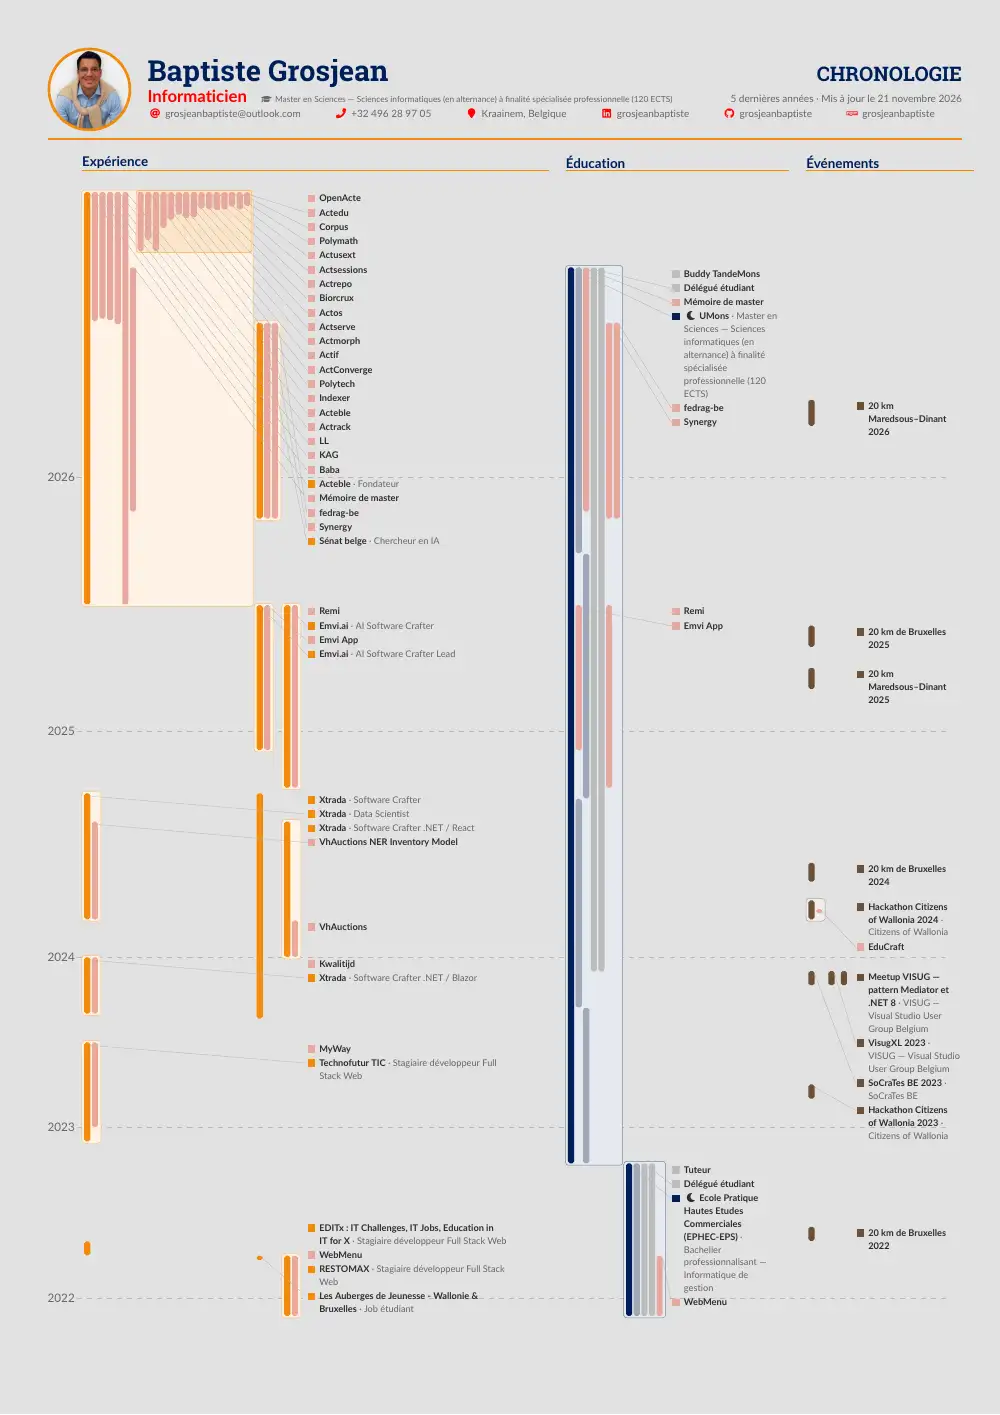 Baptiste Grosjean
CHRONOLOGIE
Informaticien
Master en Sciences — Sciences informatiques (en alternance) à finalité spécialisée professionnelle (120 ECTS)
5 dernières années · Mis à jour le 21 novembre 2026
grosjeanbaptiste@outlook.com
+32 496 28 97 05
Kraainem, Belgique
grosjeanbaptiste
grosjeanbaptiste
grosjeanbaptiste
Expérience
OpenActe
Actedu
Corpus
Polymath
Actusext
Actsessions
Actrepo
Biorcrux
Actos
Actserve
Actmorph
Actif
ActConverge
Polytech
Indexer
Acteble
Actrack
LL
KAG
Baba
2026
Acteble · Fondateur
Mémoire de master
fedrag-be
Synergy
Sénat belge · Chercheur en IA
Remi
Emvi.ai · AI Software Crafter
Emvi App
Emvi.ai · AI Software Crafter Lead
2025
Xtrada · Software Crafter
Xtrada · Data Scientist
Xtrada · Software Crafter .NET / React
VhAuctions NER Inventory Model
VhAuctions
2024
Kwalitijd
Xtrada · Software Crafter .NET / Blazor
MyWay
Technofutur TIC · Stagiaire développeur Full
Stack Web
2023
EDITx : IT Challenges, IT Jobs, Education in
IT for X · Stagiaire développeur Full Stack Web
WebMenu
RESTOMAX · Stagiaire développeur Full Stack
Web
2022
Les Auberges de Jeunesse - Wallonie &
Bruxelles · Job étudiant
Éducation
Buddy TandeMons
Délégué étudiant
Mémoire de master
UMons · Master en
Sciences — Sciences
informatiques (en
alternance) à finalité
spécialisée
professionnelle (120
ECTS)
fedrag-be
Synergy
Remi
Emvi App
Tuteur
Délégué étudiant
Ecole Pratique
Hautes Etudes
Commerciales
(EPHEC-EPS) ·
Bachelier
professionnalisant —
Informatique de
gestion
WebMenu
Événements
20 km
Maredsous–Dinant
2026
20 km de Bruxelles
2025
20 km
Maredsous–Dinant
2025
20 km de Bruxelles
2024
Hackathon Citizens
of Wallonia 2024 ·
Citizens of Wallonia
EduCraft
Meetup VISUG —
pattern Mediator et
.NET 8 · VISUG —
Visual Studio User
Group Belgium
VisugXL 2023 ·
VISUG — Visual Studio
User Group Belgium
SoCraTes BE 2023 ·
SoCraTes BE
Hackathon Citizens
of Wallonia 2023 ·
Citizens of Wallonia
20 km de Bruxelles
2022